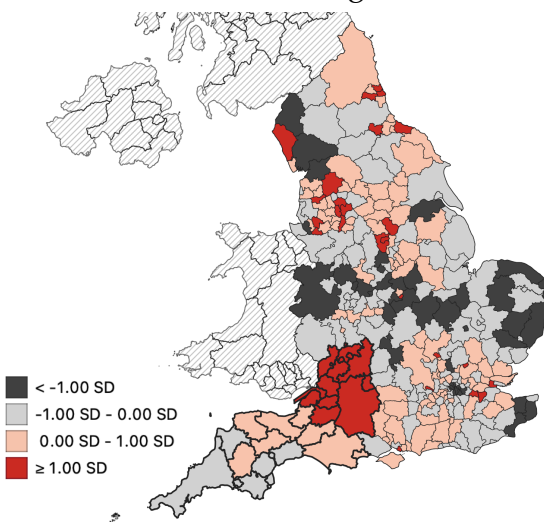 < -1.00 SD
-1.00 SD - 0.00 SD
0.00 SD - 1.00 SD
≥ 1.00 SD